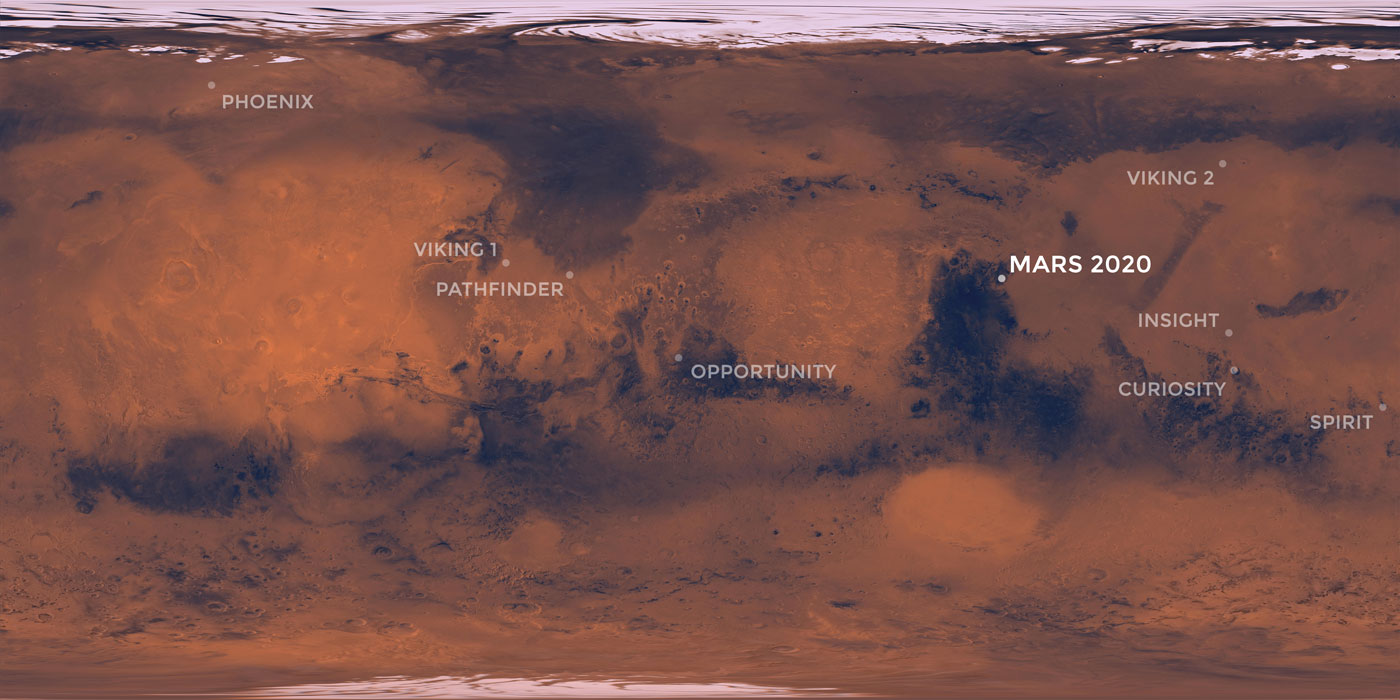 PHOENIX
VIKING 2
VIKING 1
MARS 2020
PATHFINDER
INSIGHT
OPPORTUNITY
CURIOSITY
SPIRIT